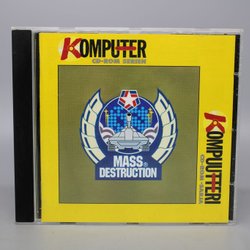 KOMPUTER
CD-ROM SERIEN
MASS®
DESTRUCTION
KOMPUTER
CD-ROM SERIEN